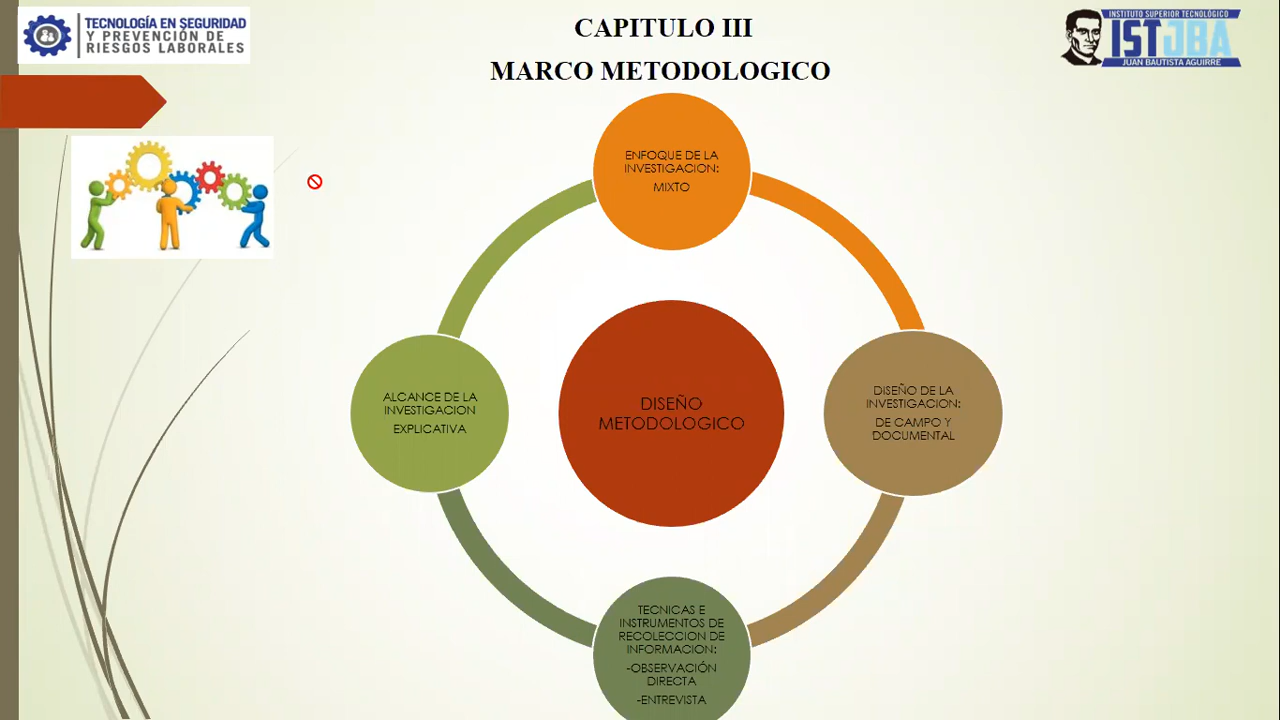 TECNOLOGÍA EN SEGURIDAD
Y PREVENCIÓN DE
RIESGOS LABORALES
CAPITULO III
MARCO METODOLOGICO
INSTITUTO SUPERIOR TECNOLÓGICO
ISTJBA
JUAN BAUTISTA AGUIRRE
ENFOQUE DE LA
INVESTIGACION:
MIXTO
DISEÑO DE LA
INVESTIGACION:
DE CAMPO Y
DOCUMENTAL
TECNICAS E
INSTRUMENTOS DE
RECOLECCION DE
INFORMACION:
-OBSERVACIÓN
DIRECTA
-ENTREVISTA
ALCANCE DE LA
INVESTIGACION
EXPLICATIVA
DISEÑO
METODOLOGICO